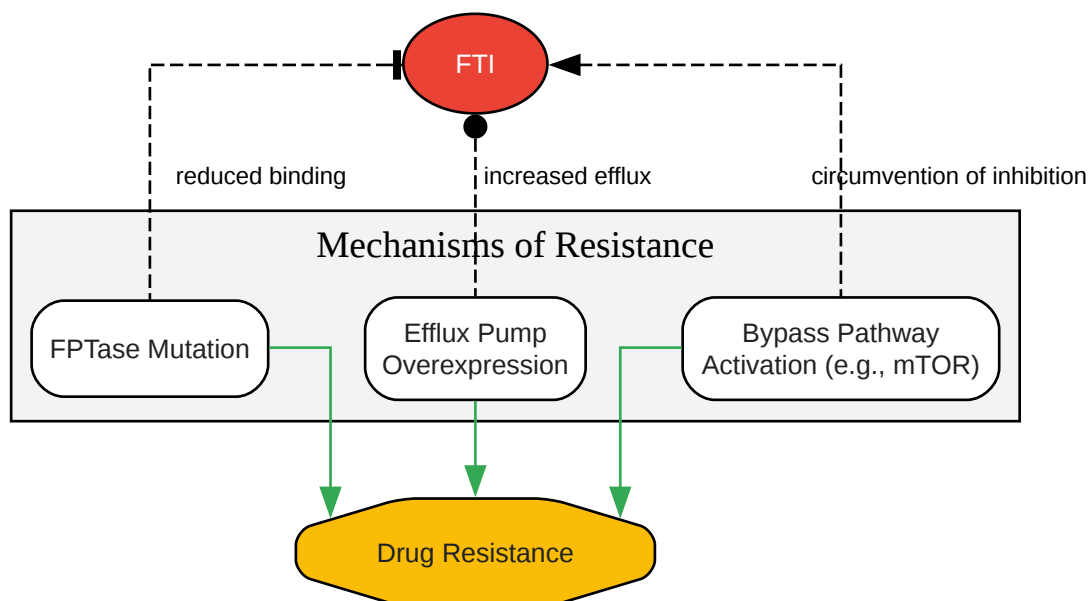 FTI
reduced binding
increased efflux
circumvention of inhibition
Mechanisms of Resistance
FPTase Mutation
Efflux Pump
Overexpression
Bypass Pathway
Activation (e.g., mTOR)
Drug Resistance